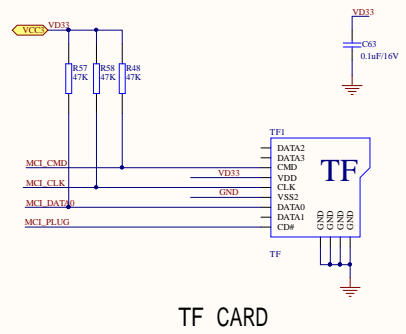 VCC3
VD33
R57
47K
R58
47K
R48
47K
VD33
C63
0.1uF/16V
TF1
DATA2
DATA3
MCI_CMD
CMD
VD33
VDD
MCI_CLK
CLK
GND
VSS2
MCI_DATA0
DATA0
DATA1
MCI_PLUG
CD#
TF
GND
GND
GND
GND
TF
TF CARD